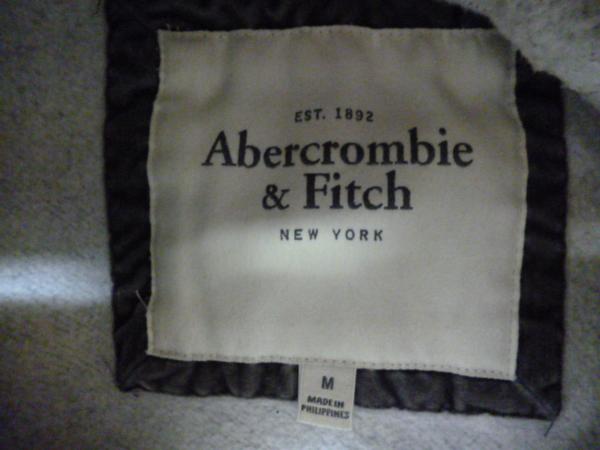 EST. 1892
Abercrombie
& Fitch
NEW YORK
M
MADE IN
PHILIPPINES